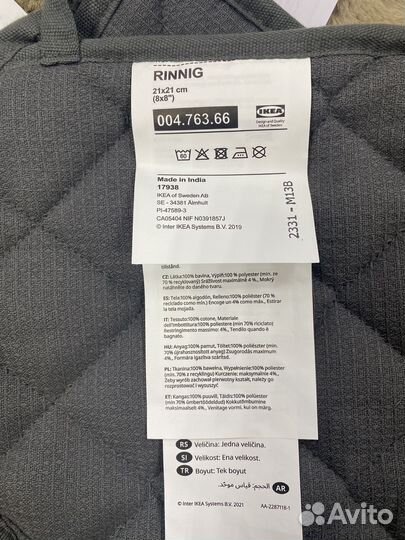 RINNIG
21x21 cm
(8x8")
004.763.66
IKEA
Design and Quality
IKEA of Sweden
60
Made in India
17938
IKEA of Sweden AB
SE - 34381 Älmhult
PI-47589-3
CA05404 NIF N0391857J
© Inter IKEA Systems B.V. 2019
2331 - M13B
CZ: Látka:100% bavlna, Výplň:100 % polyester (min. ze
70 % recyklovaný) Sráživost maximálně 4 %., Mokrý
natáhněte do daného tvaru.
ES: Tela:100% algodón, Relleno:100% poliéster (70 %
reciclado como mín.) Encoge un 4% como máx., Estirar
la tela mojada.
IT: Tessuto:100% cotone, Materiale
dell'imbottitura:100% poliestere (min 70% riciclato)
Restringimento massimo: 4%., Tendilo quando è
bagnato.
HU: Anyag:100% pamut, Töltet:100% poliészter (min.
70% újrahasznosított anyag) Zsugorodás maximum
4%., Formára igazítva szárítsd.
PL: Tkanina:100% bawełna, Wypełnienie:100% poliester (min.
70% z recyklingu) Kurczenie: maksymalnie 4%.,
Żeby wyrób zachował pierwotny kształt, należy go
rozprostować i wysuszyć
ET: Kangas:100% puuvill, Täidis:100% polüester
(min 70% ümbertöödeldud) Kokkutõmbumine
maksimaalselt 4%., Venitage vormi, kui on märg.
RS Veličina: Jedna veličina.
SI Velikost: Ena velikost.
TR Boyut: Tek boyut
الحجم: قياس موحّد. AR
© Inter IKEA Systems B.V. 2021
AA-2287118-1
Avito